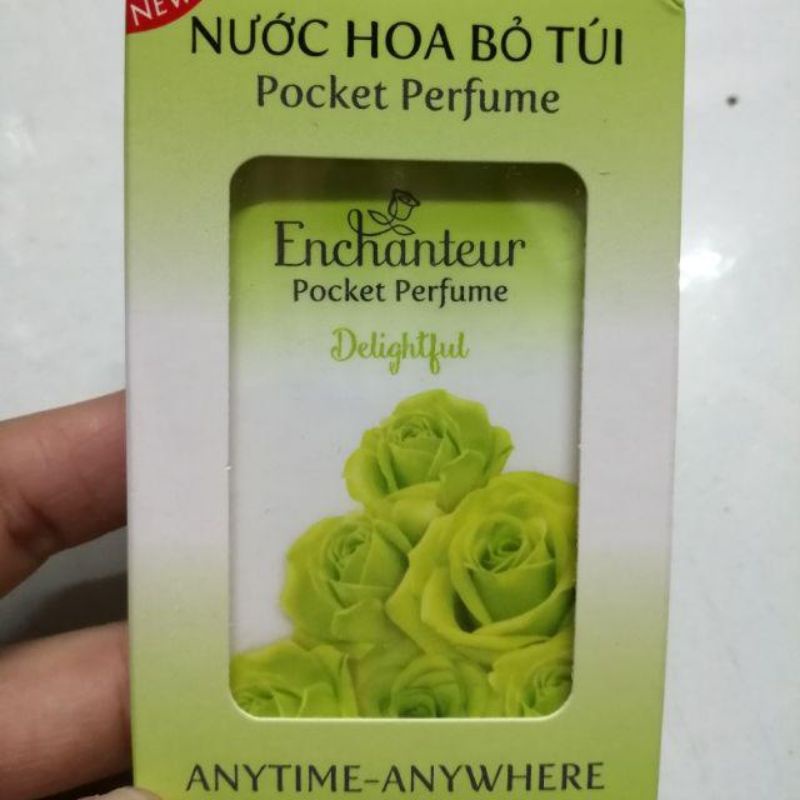 NEW
NƯỚC HOA BỎ TÚI
Pocket Perfume
Enchanteur
Pocket Perfume
Delightful
ANYTIME-ANYWHERE